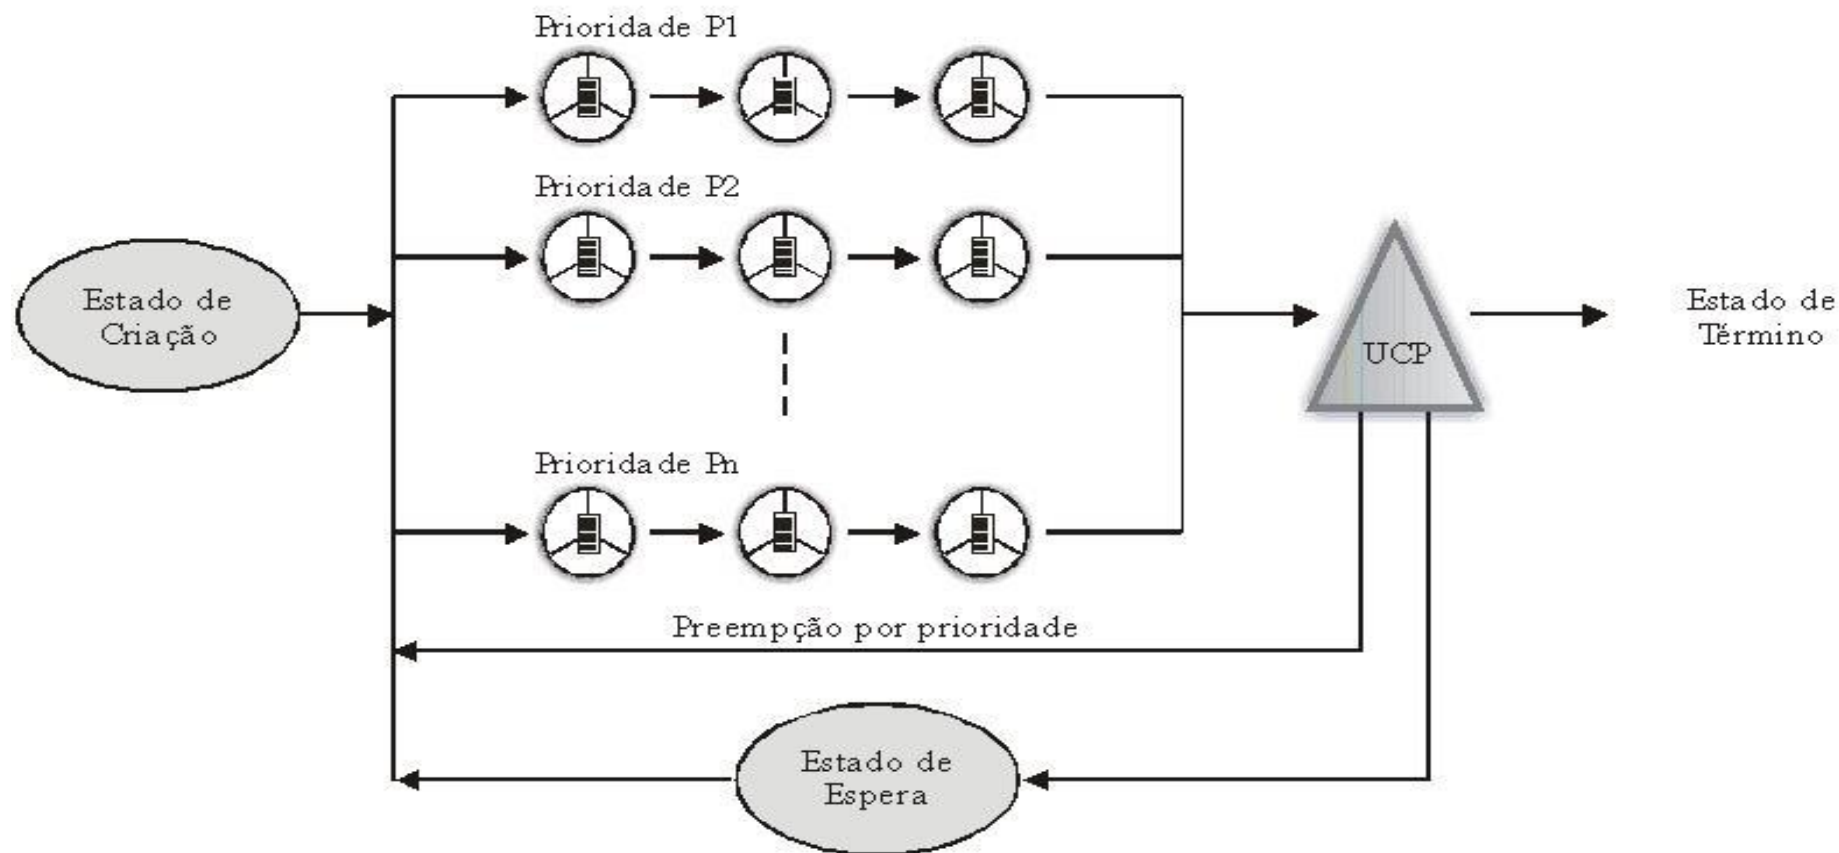 Prioridade P1
Prioridade P2
Estado de
Criação
UCP
Estado de
Término
Prioridade Pn
Preempção por prioridade
Estado de
Espera